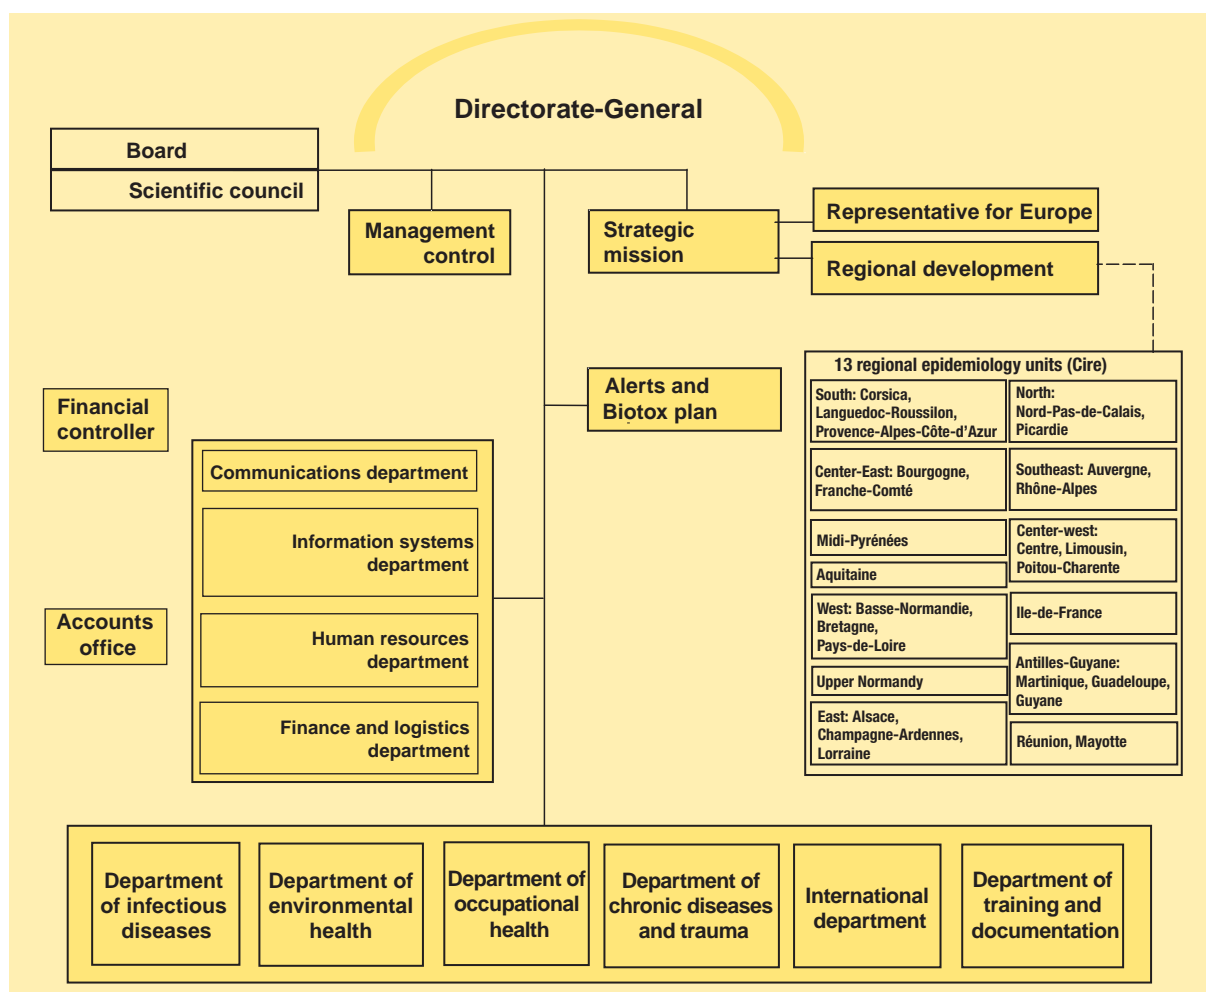 Directorate-General
Board
Scientific council
Management
control
Strategic
mission
Representative for Europe
Regional development
Alerts and
Biotox plan
Financial
controller
Accounts
office
Communications department
Information systems
department
Human resources
department
Finance and logistics
department
13 regional epidemiology units (Cire)
South: Corsica,
Languedoc-Roussilon,
Provence-Alpes-Côte-d'Azur
Center-East: Bourgogne,
Franche-Comté
Midi-Pyrénées
Aquitaine
West: Basse-Normandie,
Bretagne,
Pays-de-Loire
Upper Normandy
East: Alsace,
Champagne-Ardennes,
Lorraine
North:
Nord-Pas-de-Calais,
Picardie
Southeast: Auvergne,
Rhône-Alpes
Center-west:
Centre, Limousin,
Poitou-Charente
Ile-de-France
Antilles-Guyane:
Martinique, Guadeloupe,
Guyane
Réunion, Mayotte
Department
of infectious
diseases
Department of
environmental
health
Department of
occupational
health
Department of
chronic diseases
and trauma
International
department
Department of
training and
documentation